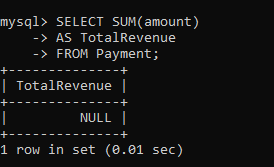 mysql> SELECT SUM(amount)
    -> AS TotalRevenue
    -> FROM Payment;
+--------------+
| TotalRevenue |
+--------------+
|         NULL |
+--------------+
1 row in set (0.01 sec)